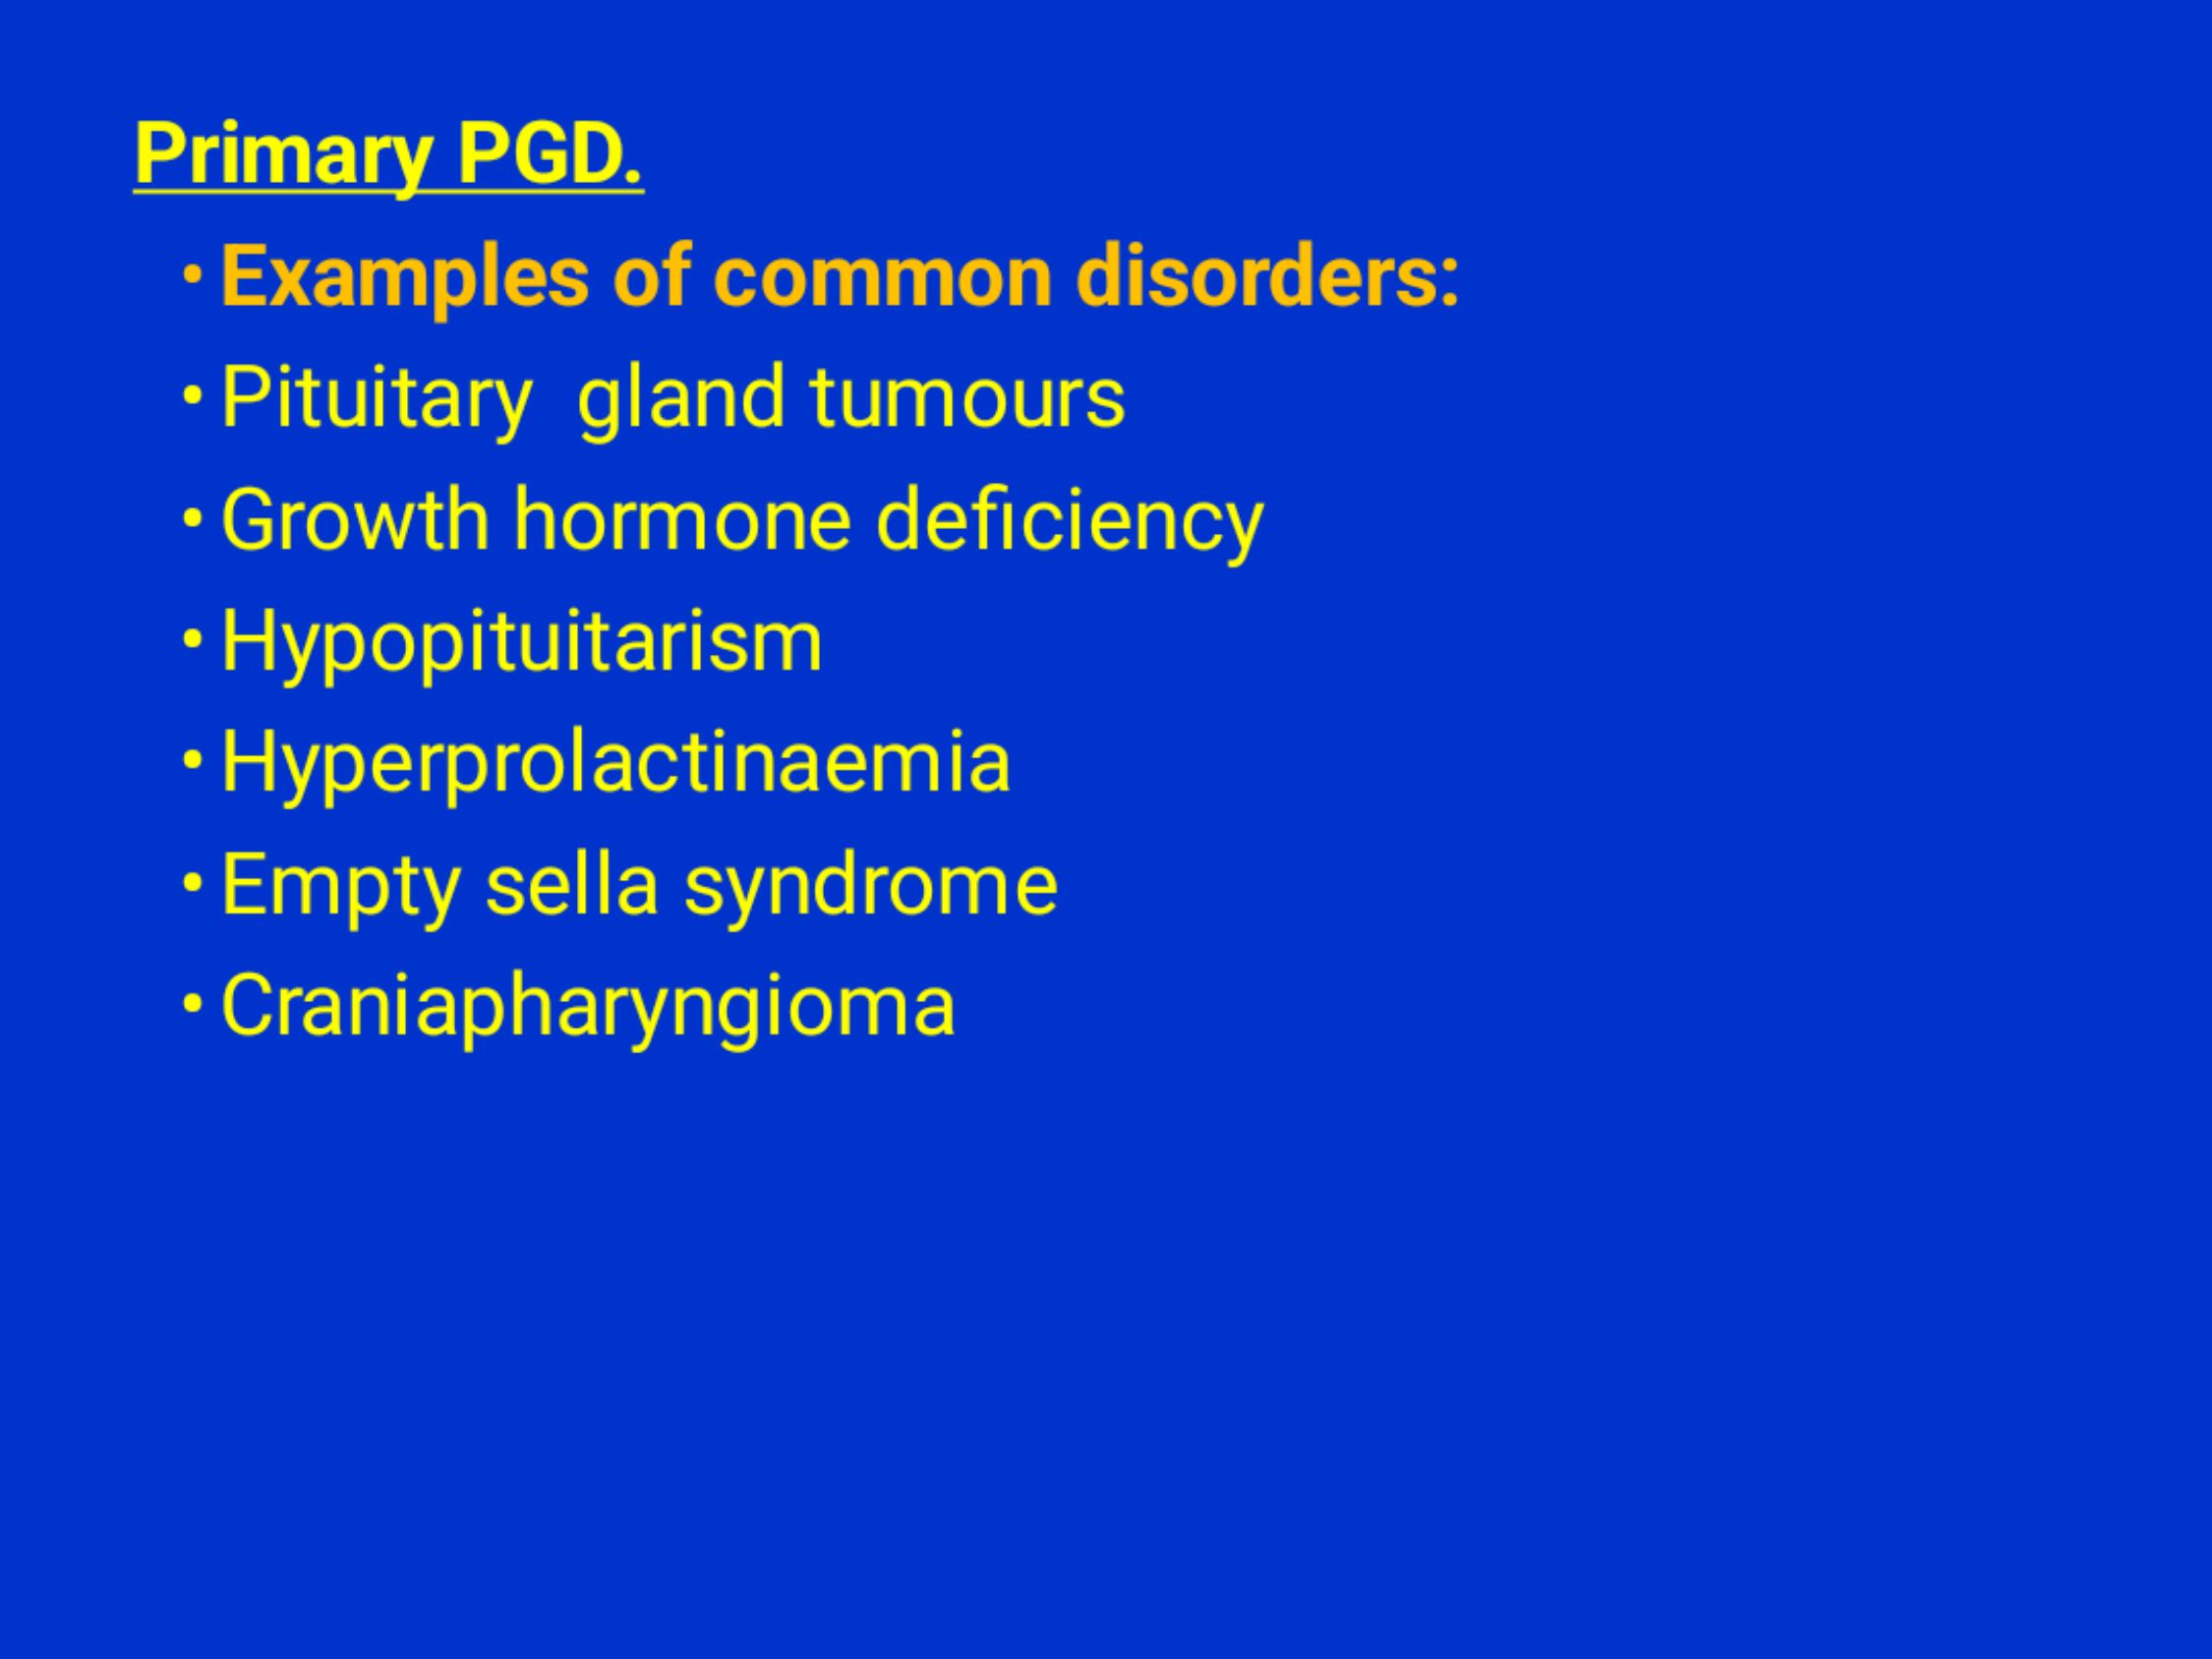 Primary PGD.
• Examples of common disorders:
• Pituitary  gland tumours
• Growth hormone deficiency
• Hypopituitarism
• Hyperprolactinaemia
• Empty sella syndrome
• Craniapharyngioma